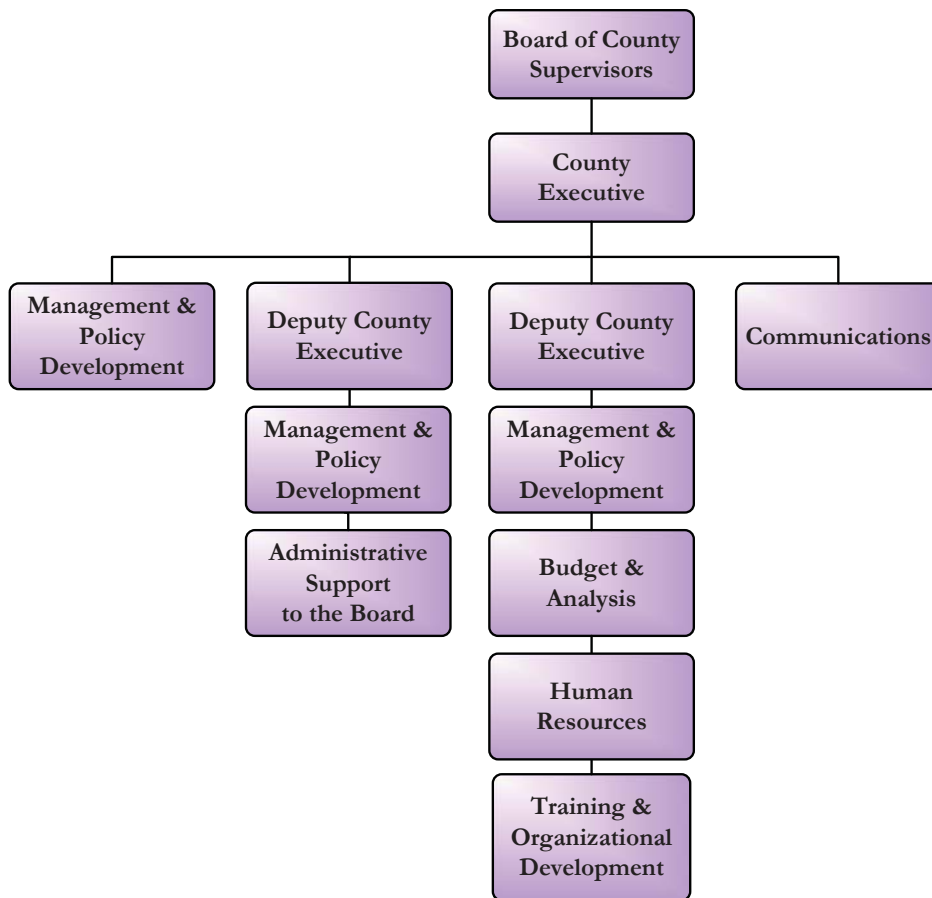 Board of County
Supervisors
County
Executive
Management &
Policy
Development
Deputy County
Executive
Deputy County
Executive
Communications
Management &
Policy
Development
Management &
Policy
Development
Administrative
Support
to the Board
Budget &
Analysis
Human
Resources
Training &
Organizational
Development